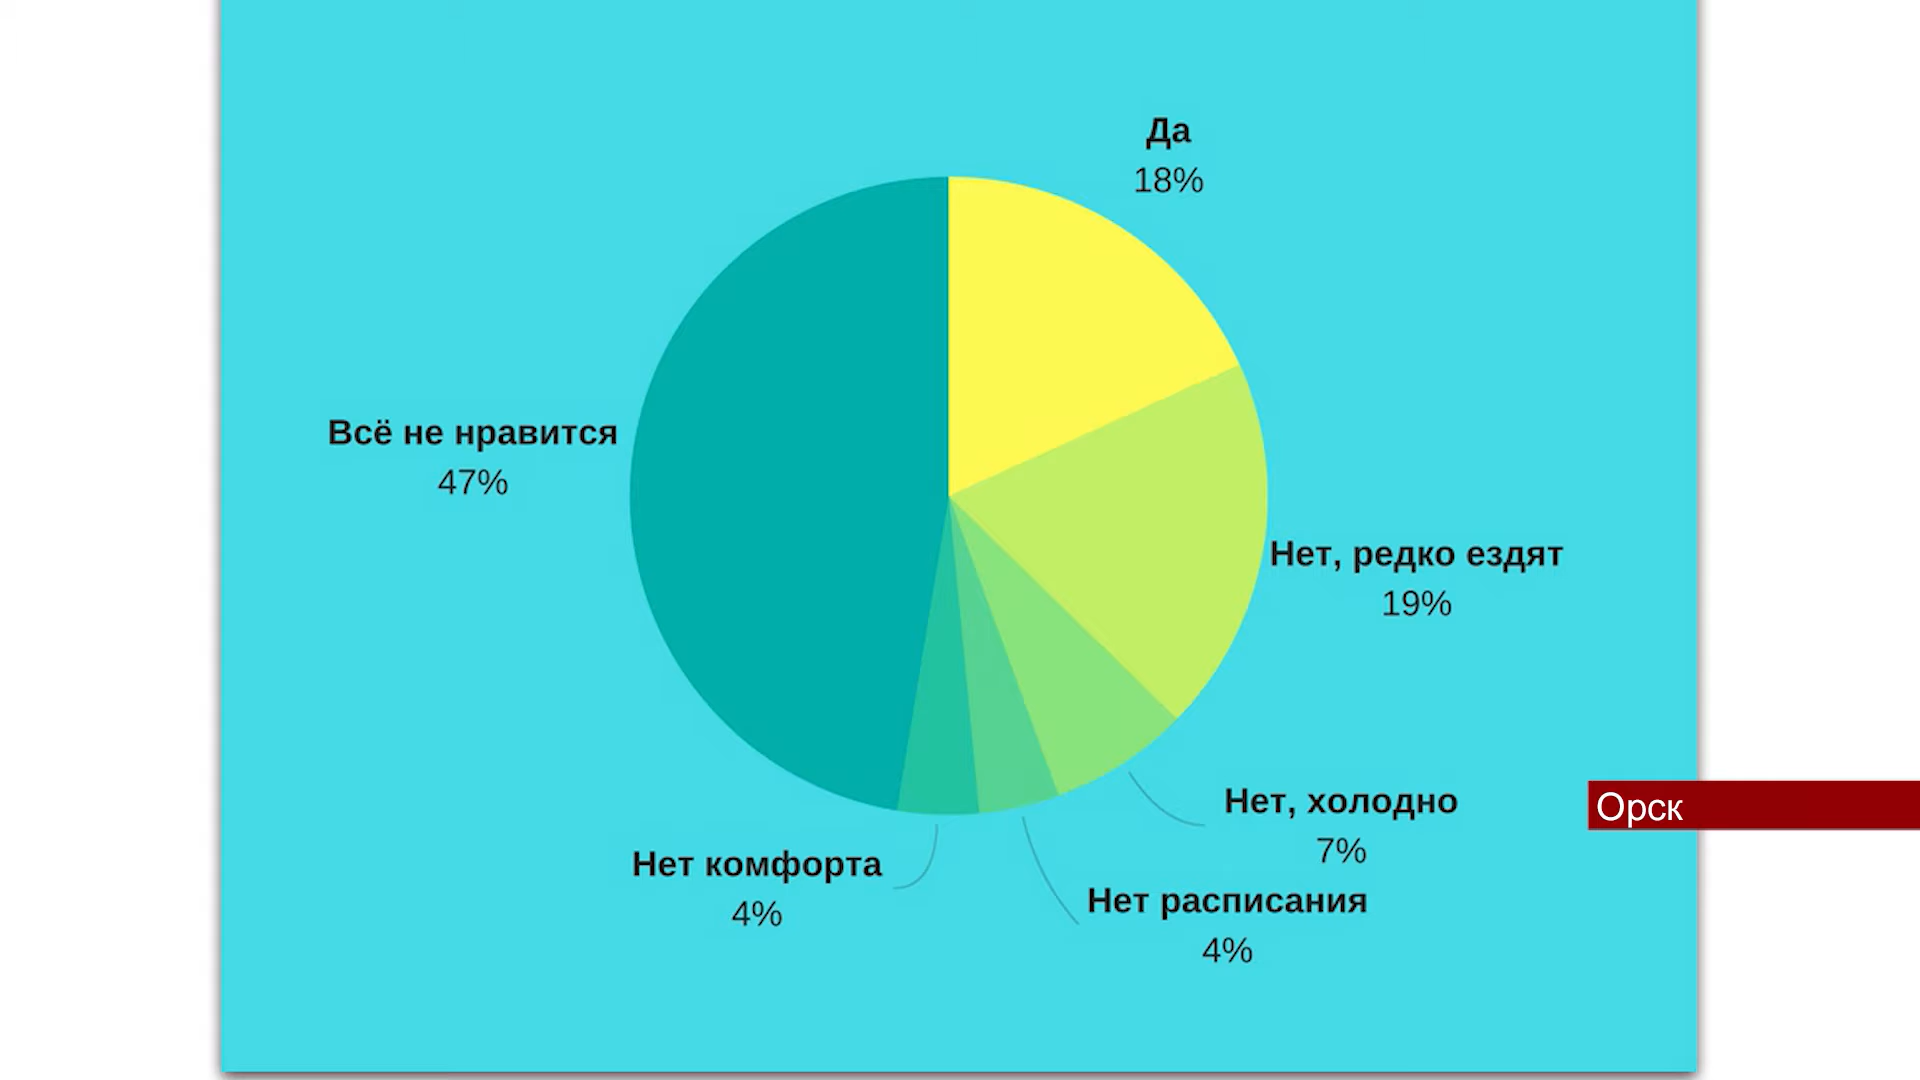 Да
18%
Всё не нравится
47%
Нет, редко ездят
19%
Нет, холодно
7%
Орск
Нет комфорта
4%
Нет расписания
4%